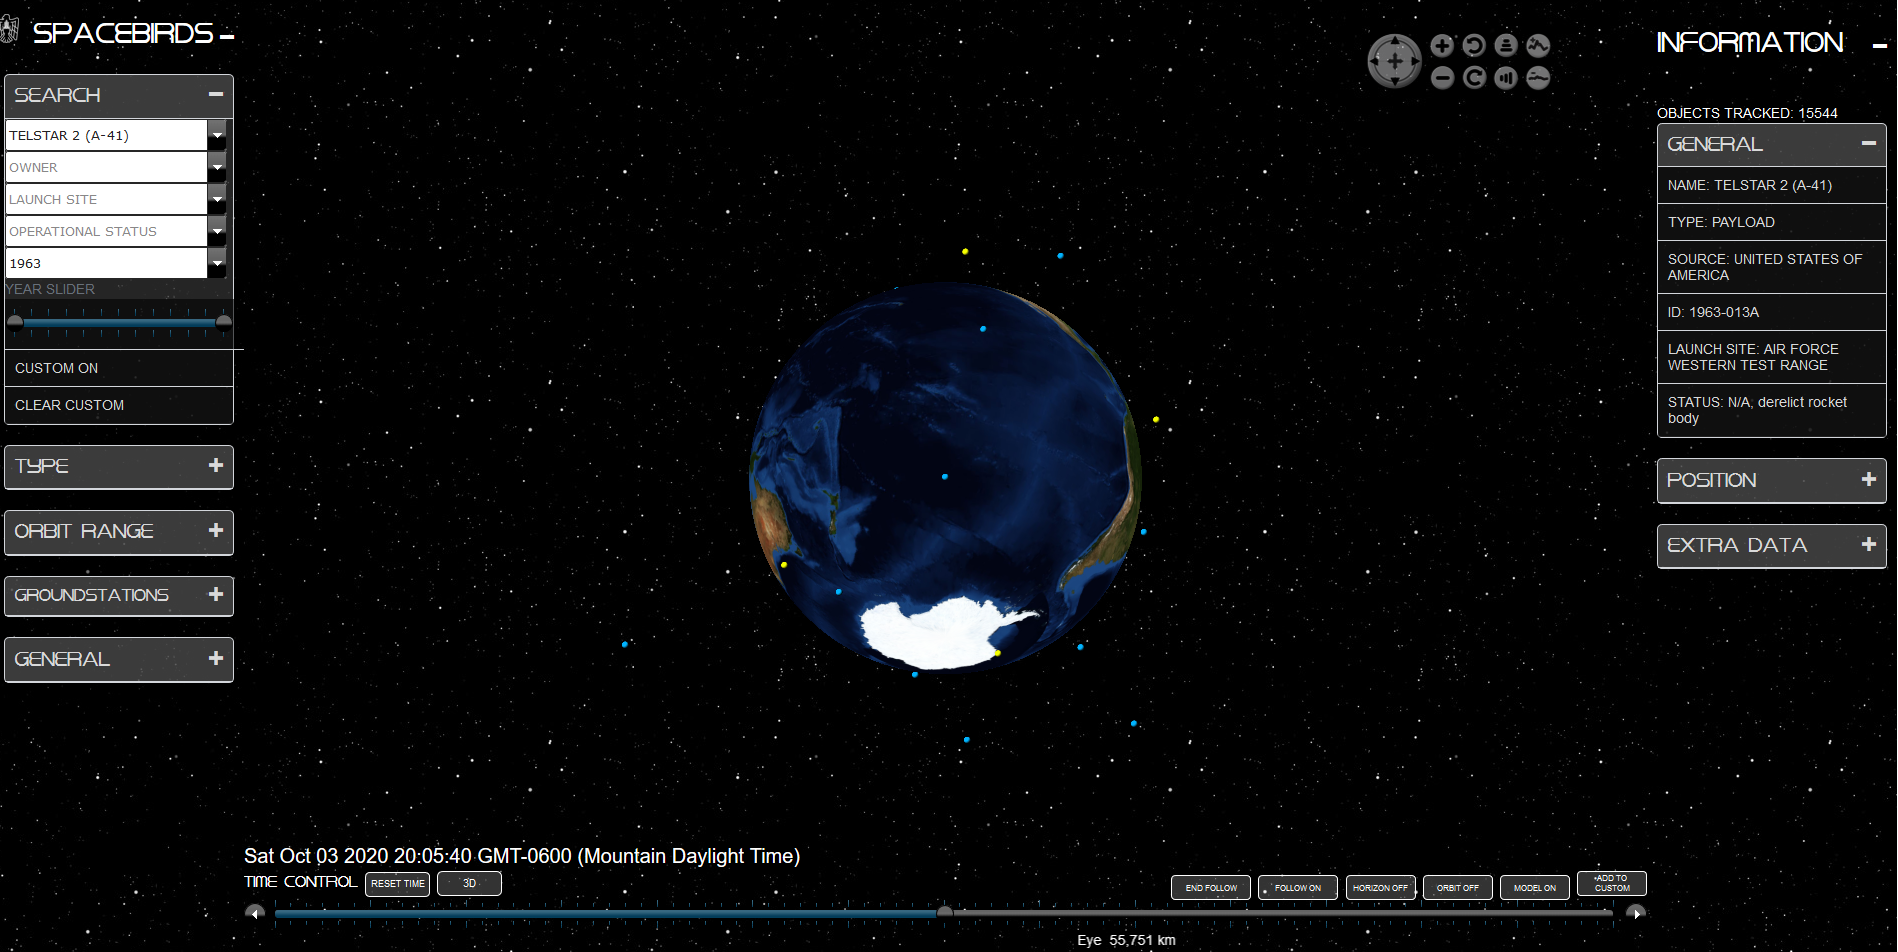 SPACEBIRDS
SEARCH
TELSTAR 2 (A-41)
OWNER
LAUNCH SITE
OPERATIONAL STATUS
1963
YEAR SLIDER
CUSTOM ON
CLEAR CUSTOM
TYPE
ORBIT RANGE
GROUNDSTATIONS
GENERAL
INFORMATION
OBJECTS TRACKED: 15544
GENERAL
NAME: TELSTAR 2 (A-41)
TYPE: PAYLOAD
SOURCE: UNITED STATES OF
AMERICA
ID: 1963-013A
LAUNCH SITE: AIR FORCE
WESTERN TEST RANGE
STATUS: N/A, derelict rocket
body
POSITION
EXTRA DATA
Sat Oct 03 2020 20:05:40 GMT-0600 (Mountain Daylight Time)
TIME CONTROL
RESET TIME
3D
END FOLLOW
FOLLOW ON
HORIZON OFF
ORBIT OFF
MODEL ON
ADD TO
CUSTOM
Eye 55,751 km